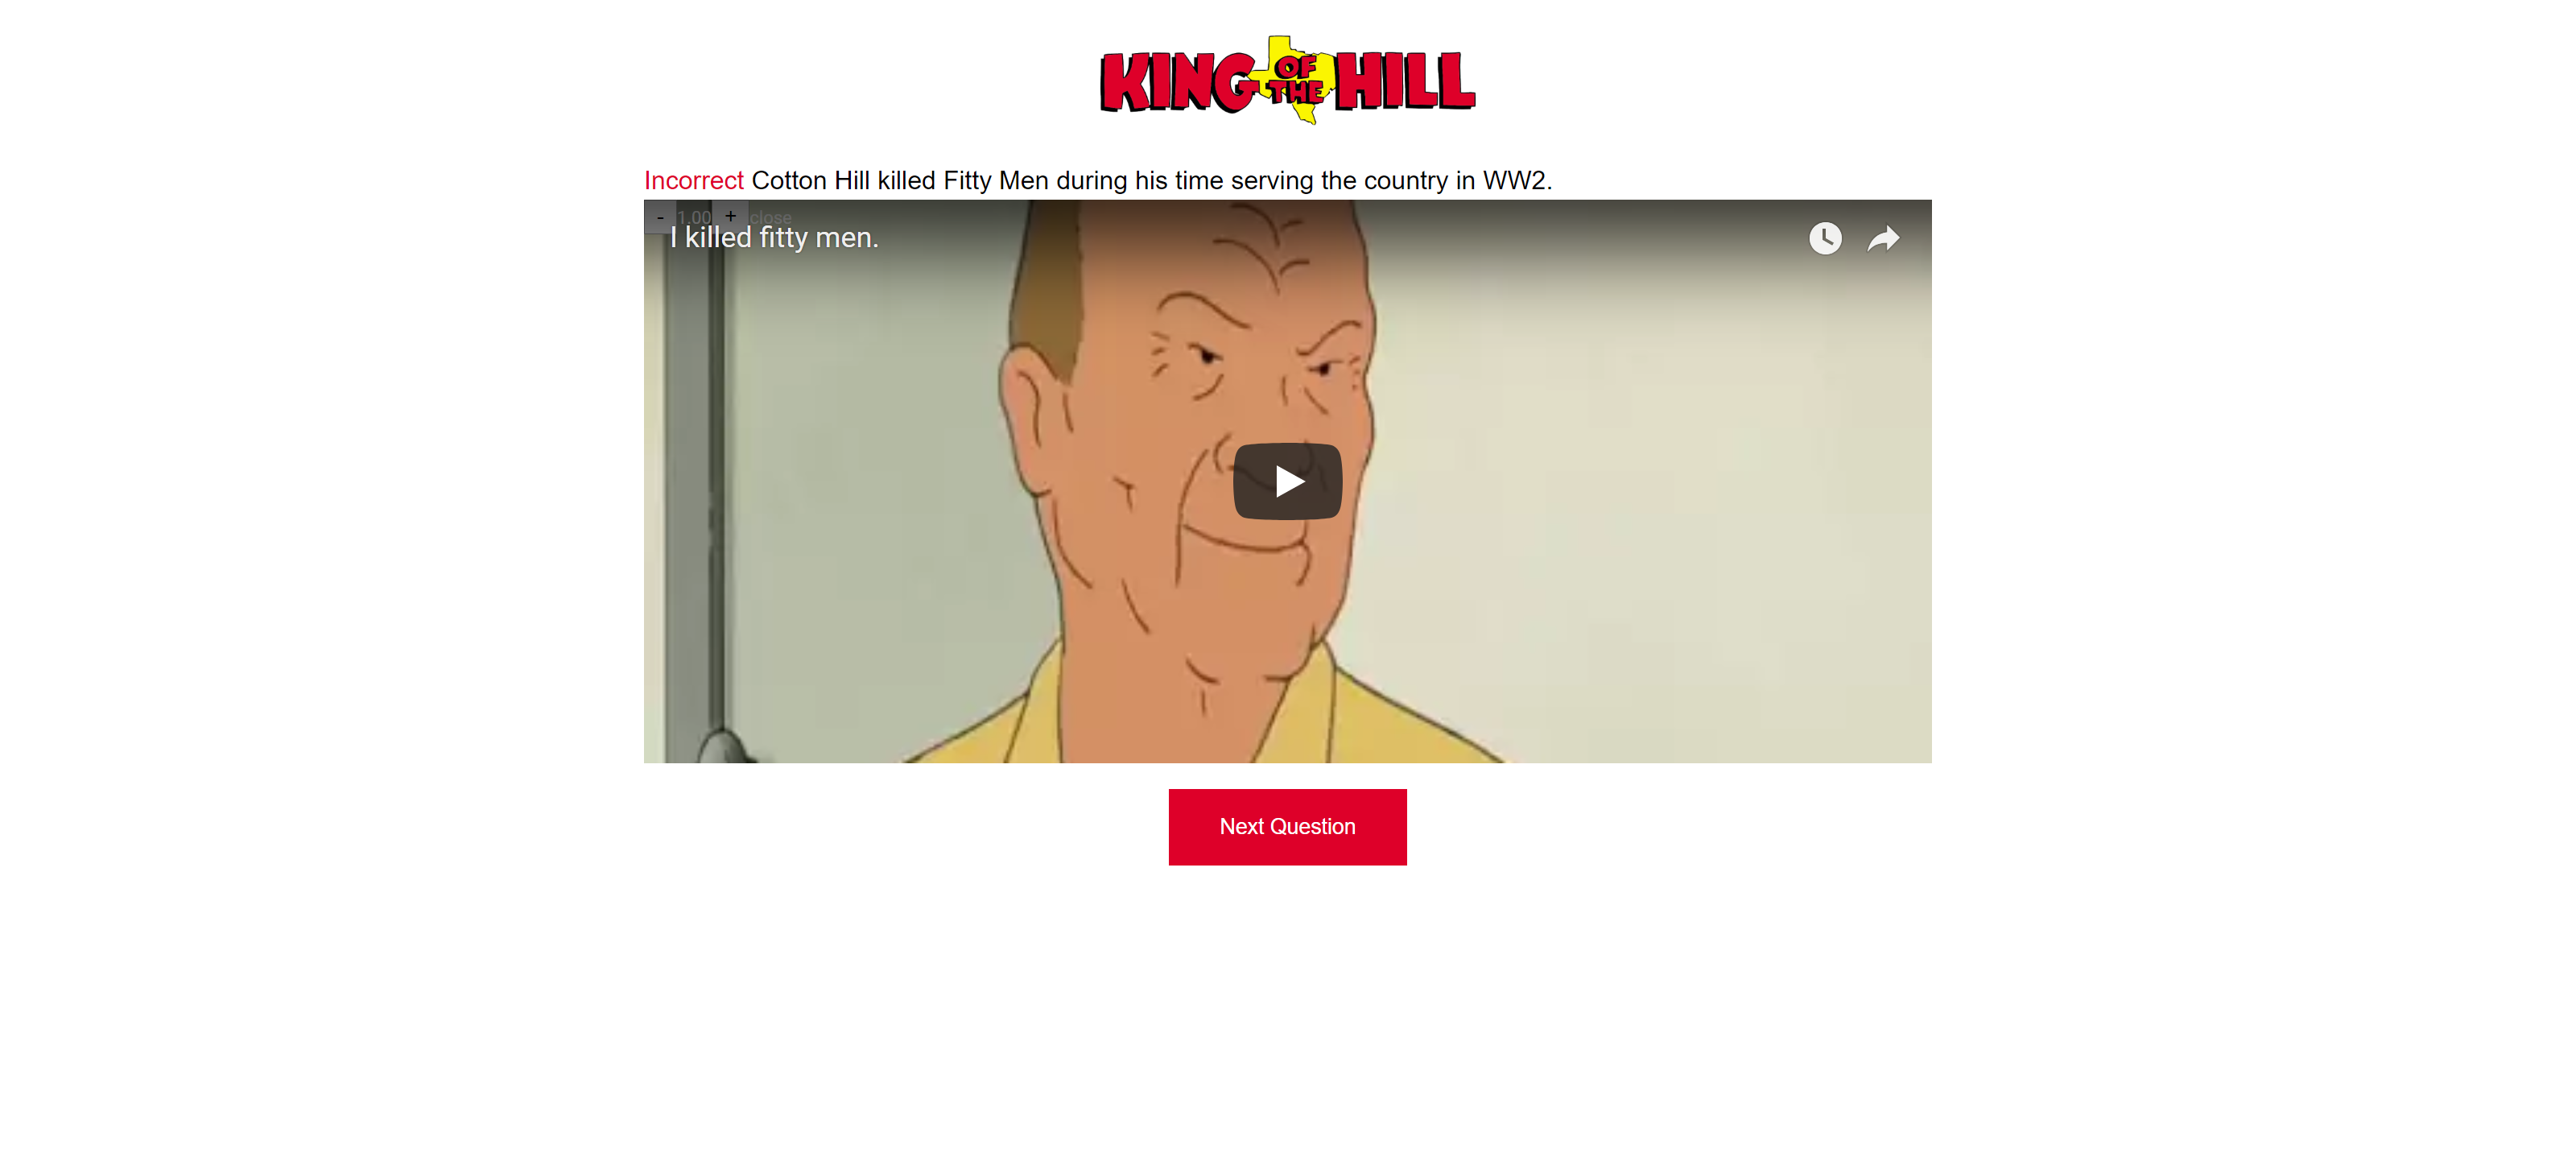 KING OF THE HILL
Incorrect Cotton Hill killed Fitty Men during his time serving the country in WW2.
- 1.00 + close
I killed fitty men.
Next Question